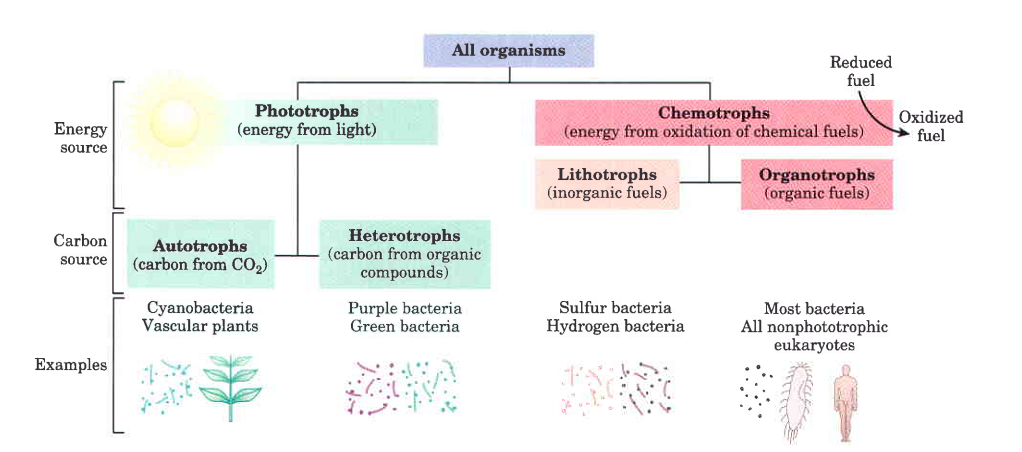 All organisms
Reduced
fuel
Oxidized
fuel
Energy
source
Phototrophs
(energy from light)
Chemotrophs
(energy from oxidation of chemical fuels)
Lithotrophs
(inorganic fuels)
Organotrophs
(organic fuels)
Carbon
source
Autotrophs
(carbon from CO₂)
Heterotrophs
(carbon from organic
compounds)
Examples
Cyanobacteria
Vascular plants
Purple bacteria
Green bacteria
Sulfur bacteria
Hydrogen bacteria
Most bacteria
All nonphototrophic
eukaryotes